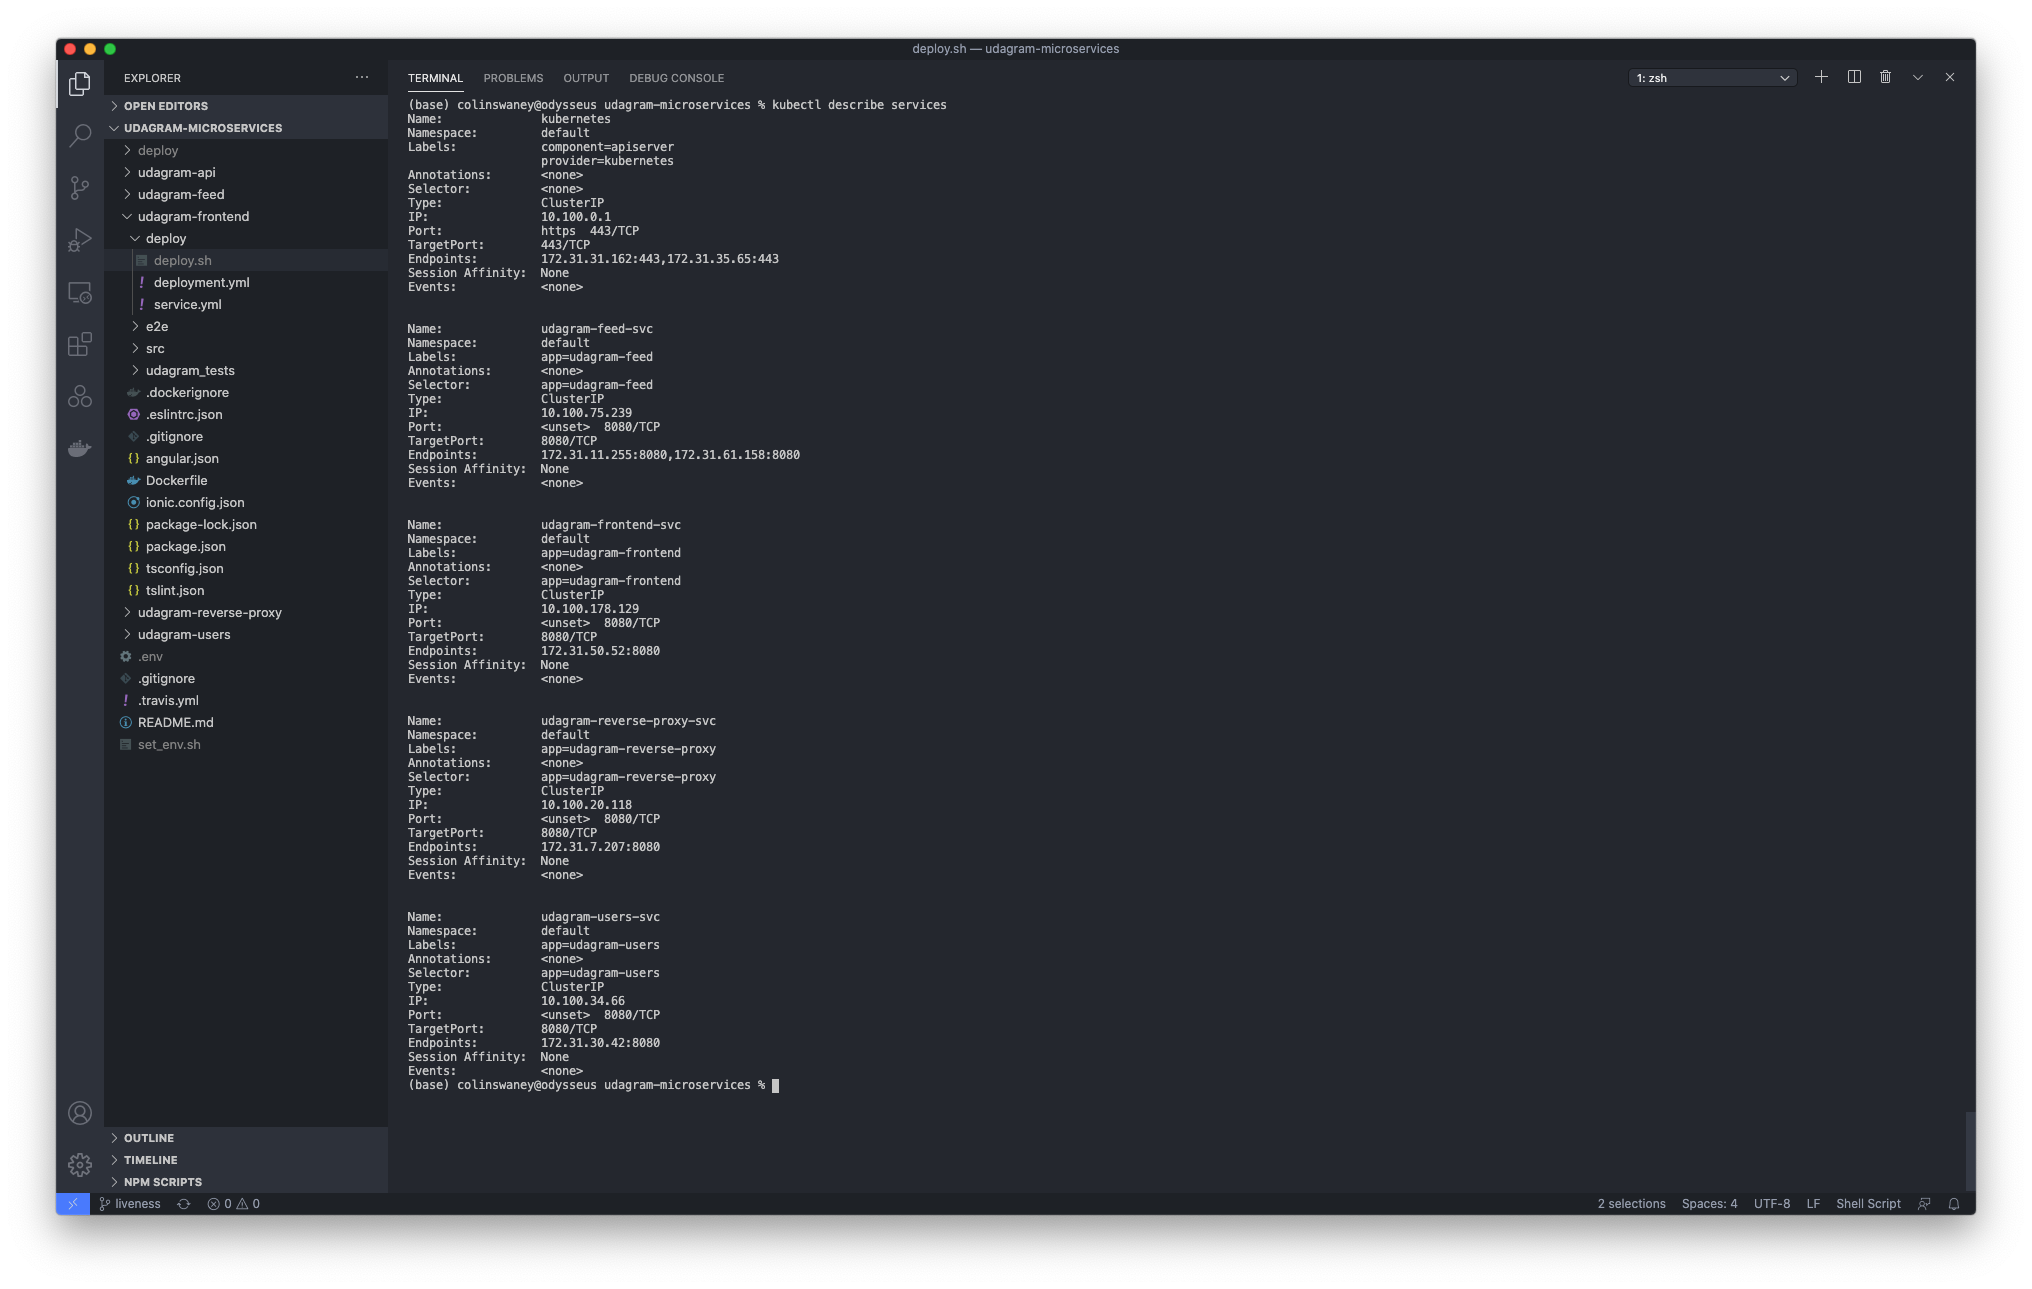 deploy.sh — udagram-microservices
EXPLORER
OPEN EDITORS
UDAGRAM-MICROSERVICES
deploy
udagram-api
udagram-feed
udagram-frontend
deploy
deploy.sh
! deployment.yml
! service.yml
e2e
src
udagram_tests
.dockerignore
.eslintrc.json
.gitignore
{} angular.json
Dockerfile
ionic.config.json
{} package-lock.json
{} package.json
{} tsconfig.json
{} tslint.json
udagram-reverse-proxy
udagram-users
.env
.gitignore
! .travis.yml
README.md
set_env.sh
OUTLINE
TIMELINE
NPM SCRIPTS
TERMINAL PROBLEMS OUTPUT DEBUG CONSOLE 1: zsh
(base) colinswaney@odysseus udagram-microservices % kubectl describe services
Name: kubernetes
Namespace: default
Labels: component=apiserver
provider=kubernetes
Annotations: <none>
Selector: <none>
Type: ClusterIP
IP: 10.100.0.1
Port: https 443/TCP
TargetPort: 443/TCP
Endpoints: 172.31.31.162:443,172.31.35.65:443
Session Affinity: None
Events: <none>
Name: udagram-feed-svc
Namespace: default
Labels: app=udagram-feed
Annotations: <none>
Selector: app=udagram-feed
Type: ClusterIP
IP: 10.100.75.239
Port: <unset> 8080/TCP
TargetPort: 8080/TCP
Endpoints: 172.31.11.255:8080,172.31.61.158:8080
Session Affinity: None
Events: <none>
Name: udagram-frontend-svc
Namespace: default
Labels: app=udagram-frontend
Annotations: <none>
Selector: app=udagram-frontend
Type: ClusterIP
IP: 10.100.178.129
Port: <unset> 8080/TCP
TargetPort: 8080/TCP
Endpoints: 172.31.50.52:8080
Session Affinity: None
Events: <none>
Name: udagram-reverse-proxy-svc
Namespace: default
Labels: app=udagram-reverse-proxy
Annotations: <none>
Selector: app=udagram-reverse-proxy
Type: ClusterIP
IP: 10.100.20.118
Port: <unset> 8080/TCP
TargetPort: 8080/TCP
Endpoints: 172.31.7.207:8080
Session Affinity: None
Events: <none>
Name: udagram-users-svc
Namespace: default
Labels: app=udagram-users
Annotations: <none>
Selector: app=udagram-users
Type: ClusterIP
IP: 10.100.34.66
Port: <unset> 8080/TCP
TargetPort: 8080/TCP
Endpoints: 172.31.30.42:8080
Session Affinity: None
Events: <none>
(base) colinswaney@odysseus udagram-microservices %
liveness 0 0 2 selections Spaces: 4 UTF-8 LF Shell Script